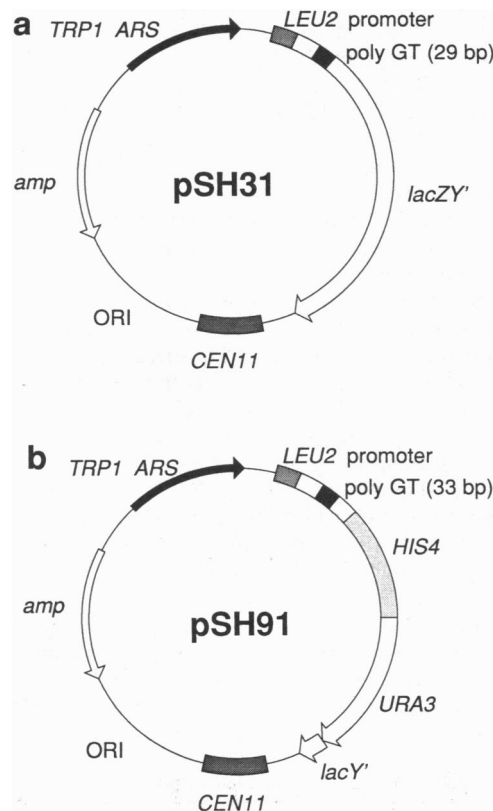 a
TRP1 ARS
LEU2 promoter
poly GT (29 bp)
amp
pSH31
lacZY'
ORI
CEN11
b
TRP1 ARS
LEU2 promoter
poly GT (33 bp)
HIS4
amp
pSH91
URA3
ORI
lacY'
CEN11